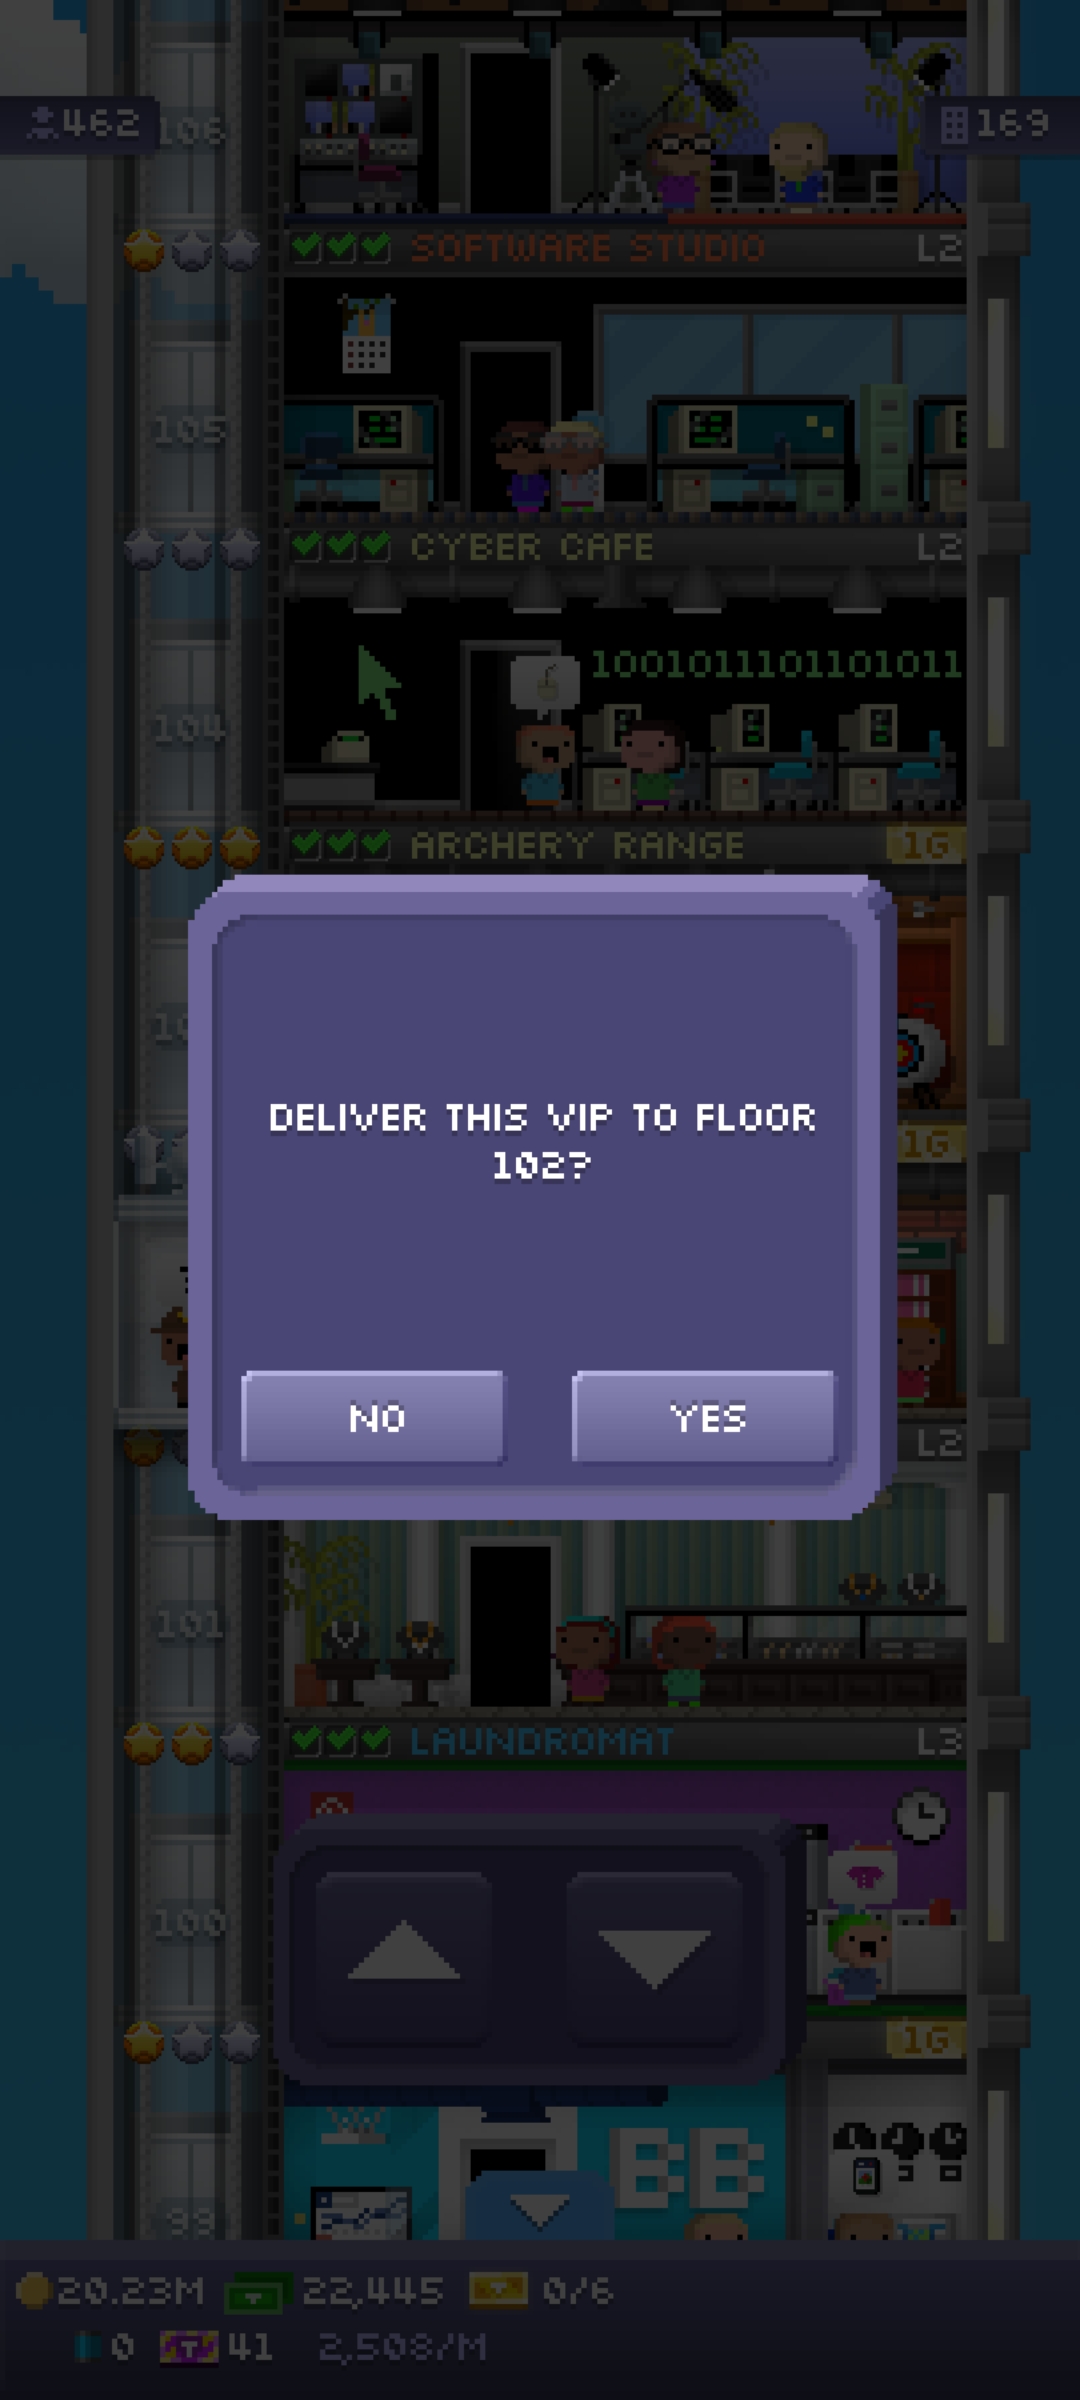 462
106
169
SOFTWARE STUDIO L2
105
CYBER CAFE L2
1001011101101011
104
ARCHERY RANGE 1G
1G
DELIVER THIS VIP TO FLOOR
102?
NO YES
L2
101
LAUNDROMAT L3
100
1G
BB
20.23M 22,445 0/6
0 T 41 2,508/M